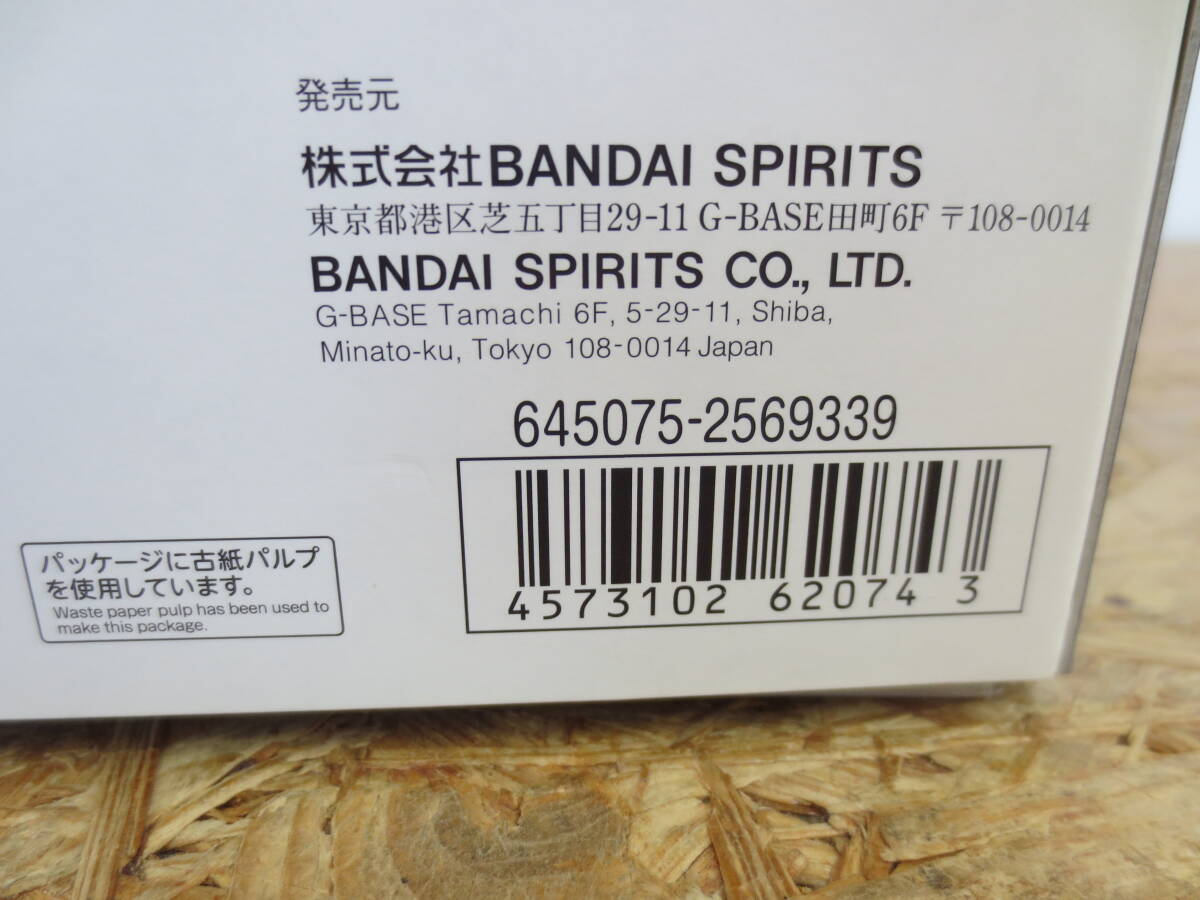 発売元
株式会社BANDAI SPIRITS
東京都港区芝五丁目29-11 G-BASE田町6F 〒108-0014
BANDAI SPIRITS CO., LTD.
G-BASE Tamachi 6F, 5-29-11, Shiba,
Minato-ku, Tokyo 108-0014 Japan
645075-2569339
4573102 62074 3
パッケージに古紙パルプ
を使用しています。
Waste paper pulp has been used to
make this package.